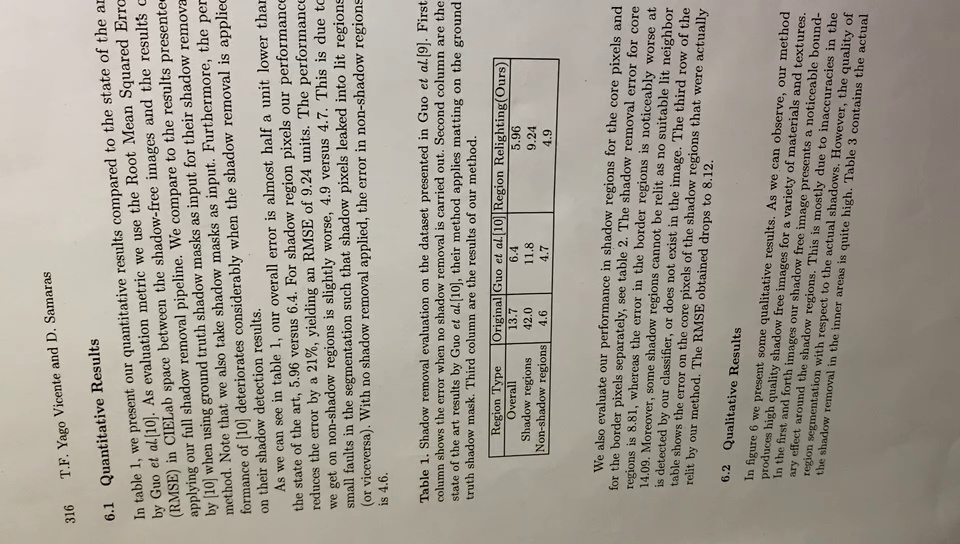 316 T.F. Yago Vicente and D. Samaras
6.1 Quantitative Results
In table 1, we present our quantitative results compared to the state of the ar
by Guo et al.[10]. As evaluation metric we use the Root Mean Squared Erro
(RMSE) in CIELab space between the shadow-free images and the results o
applying our full shadow removal pipeline. We compare to the results presente
by [10] when using ground truth shadow masks as input for their shadow remova
method. Note that we also take shadow masks as input. Furthermore, the per
formance of [10] deteriorates considerably when the shadow removal is applied
on their shadow detection results.
As we can see in table 1, our overall error is almost half a unit lower than
the state of the art, 5.96 versus 6.4. For shadow region pixels our performance
reduces the error by a 21%, yielding an RMSE of 9.24 units. The performance
we get on non-shadow regions is slightly worse, 4.9 versus 4.7. This is due to
small faults in the segmentation such that shadow pixels leaked into lit regions
(or viceversa). With no shadow removal applied, the error in non-shadow regions
is 4.6.
Table 1. Shadow removal evaluation on the dataset presented in Guo et al.[9]. First
column shows the error when no shadow removal is caried out. Second column are the
state of the art results by Guo et al.[10], their method applies matting on the ground
truth shadow mask. Third column are the results of our method.
Region Type Original Guo et al. [10] Region Relighting(Ours)
Overall 13.7 6.4 5.96
Shadow regions 42.0 11.8 9.24
Non-shadow regions 4.6 4.7 4.9
We also evaluate our performance in shadow regions for the core pixels and
for the border pixels separately, see table 2. The shadow removal error for core
regions is 8.81, whereas the error in the border regions is noticeably worse at
14.09. Moreover, some shadow regions cannot be relit as no suitable lit neighbor
is detected by our classifier, or does not exist in the image. The third row of the
table shows the error on the core pixels of the shadow regions that were actually
relit by our method. The RMSE obtained drops to 8.12.
6.2 Qualitative Results
In figure 6 we present some qualitative results. As we can observe, our method
produces high quality shadow free images for a variety of materials and textures.
In the first and forth images our shadow free image presents a noticeable bound-
ary effect around the shadow regions. This is mostly due to inaccuracies in the
region segmentation with respect to the actual shadows. However, the quality of
the shadow removal in the inner areas is quite high. Table 3 contains the actual